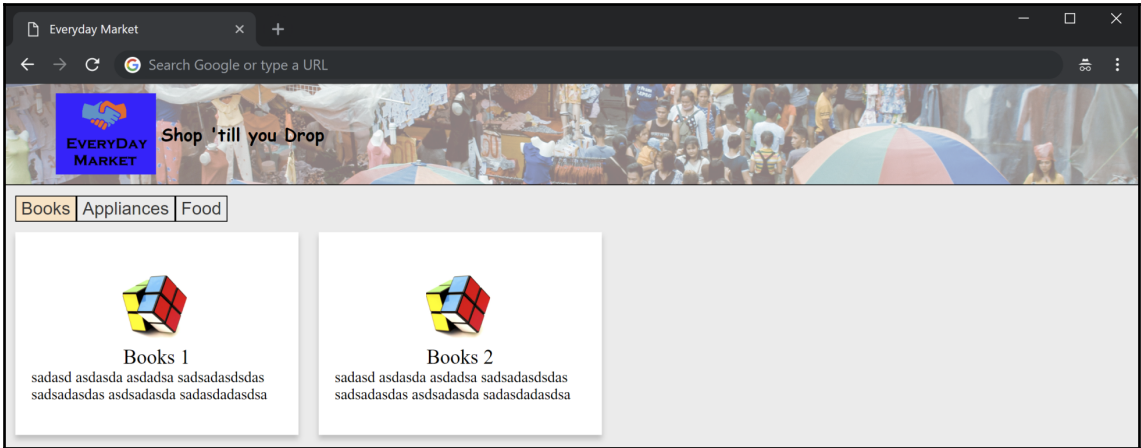 Everyday Market
Search Google or type a URL
EVERYDAY
MARKET
Shop 'till you Drop
Books Appliances Food
Books 1
sadasd asdasda asdadsa sadsadasdsdas
sadsadasdas asdsadasda sadasdadasdsa
Books 2
sadasd asdasda asdadsa sadsadasdsdas
sadsadasdas asdsadasda sadasdadasdsa